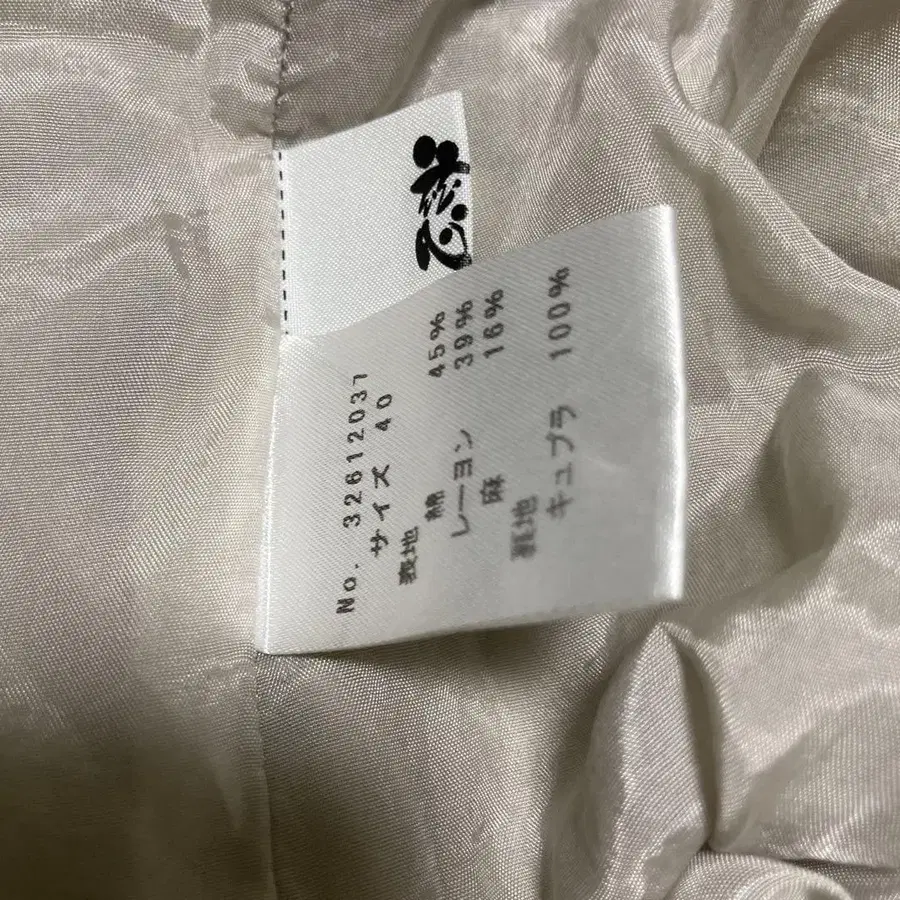 No. 32612037
サイズ 40
表地
綿 45%
レーヨン 39%
麻 16%
裏地
キュプラ 100%